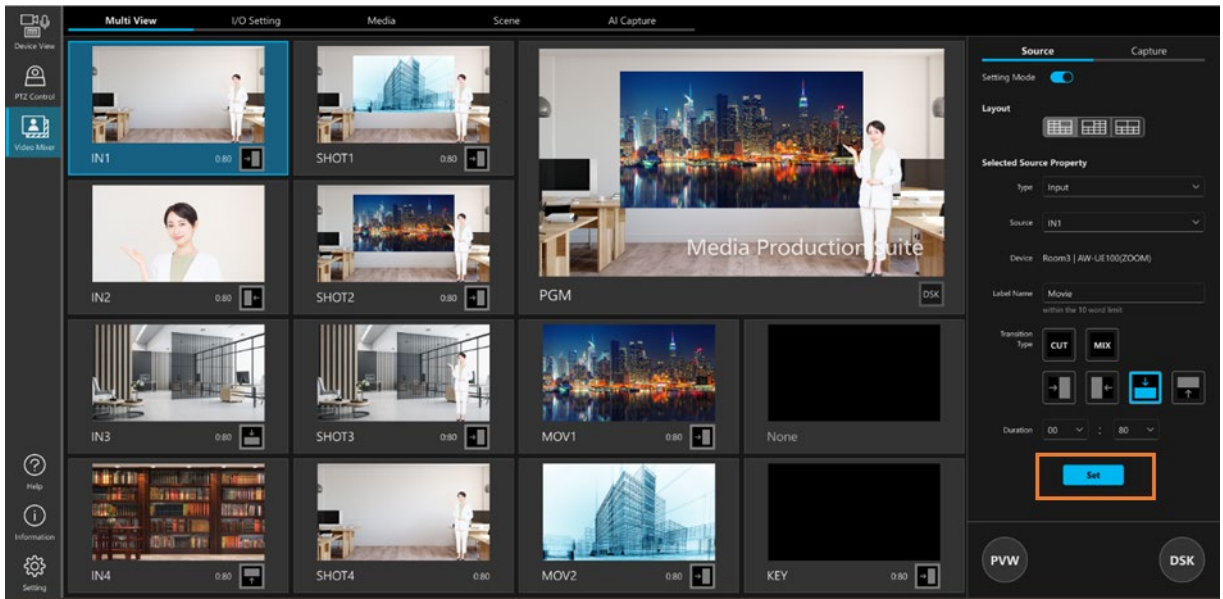 Multi View I/O Setting Media Scene AI Capture
Device View
PTZ Control
Video Mixer
Help
Information
Setting
IN1 0:80
SHOT1 0:80
Media Production Suite
PGM DSK
IN2 0:80
SHOT2 0:80
IN3 0:80
SHOT3 0:80
MOV1 0:80
None
IN4 0:80
SHOT4 0:80
MOV2 0:80
KEY 0:80
Source Capture
Setting Mode
Layout
Selected Source Property
Type Input
Source IN1
Device Room3 | AW-UE100(ZOOM)
Label Name Movie
within the 10 word limit.
Transition
Type CUT MIX
Duration 00 : 80
Set
PVW DSK